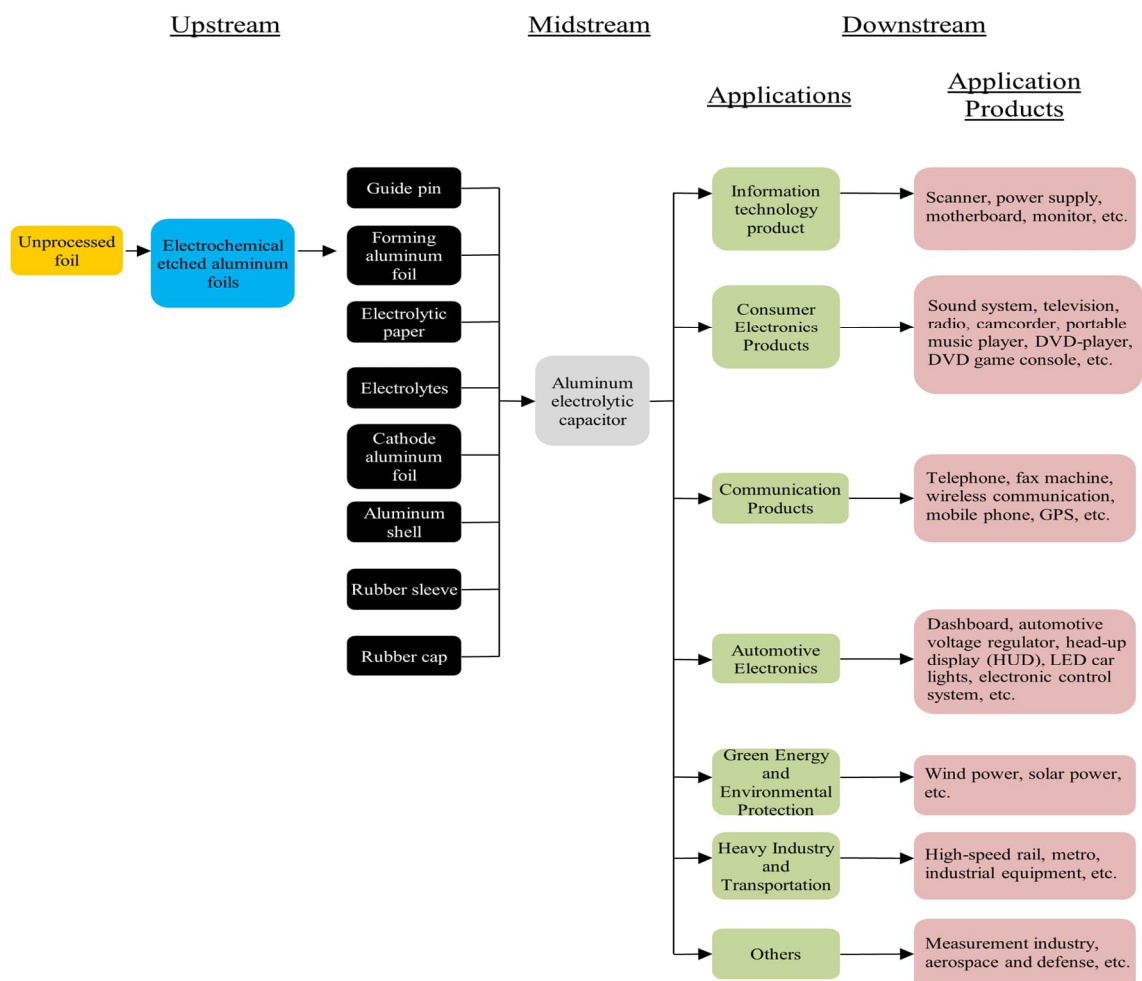 Upstream
Midstream
Downstream
Applications
Application
Products
Unprocessed
foil
Electrochemical
etched aluminum
foils
Guide pin
Forming
aluminum
foil
Electrolytic
paper
Electrolytes
Cathode
aluminum
foil
Aluminum
shell
Rubber sleeve
Rubber cap
Aluminum
electrolytic
capacitor
Information
technology
product
Scanner, power supply,
motherboard, monitor, etc.
Consumer
Electronics
Products
Sound system, television,
radio, camcorder, portable
music player, DVD-player,
DVD game console, etc.
Communication
Products
Telephone, fax machine,
wireless communication,
mobile phone, GPS, etc.
Automotive
Electronics
Dashboard, automotive
voltage regulator, head-up
display (HUD), LED car
lights, electronic control
system, etc.
Green Energy
and
Environmental
Protection
Wind power, solar power,
etc.
Heavy Industry
and
Transportation
High-speed rail, metro,
industrial equipment, etc.
Others
Measurement industry,
aerospace and defense, etc.